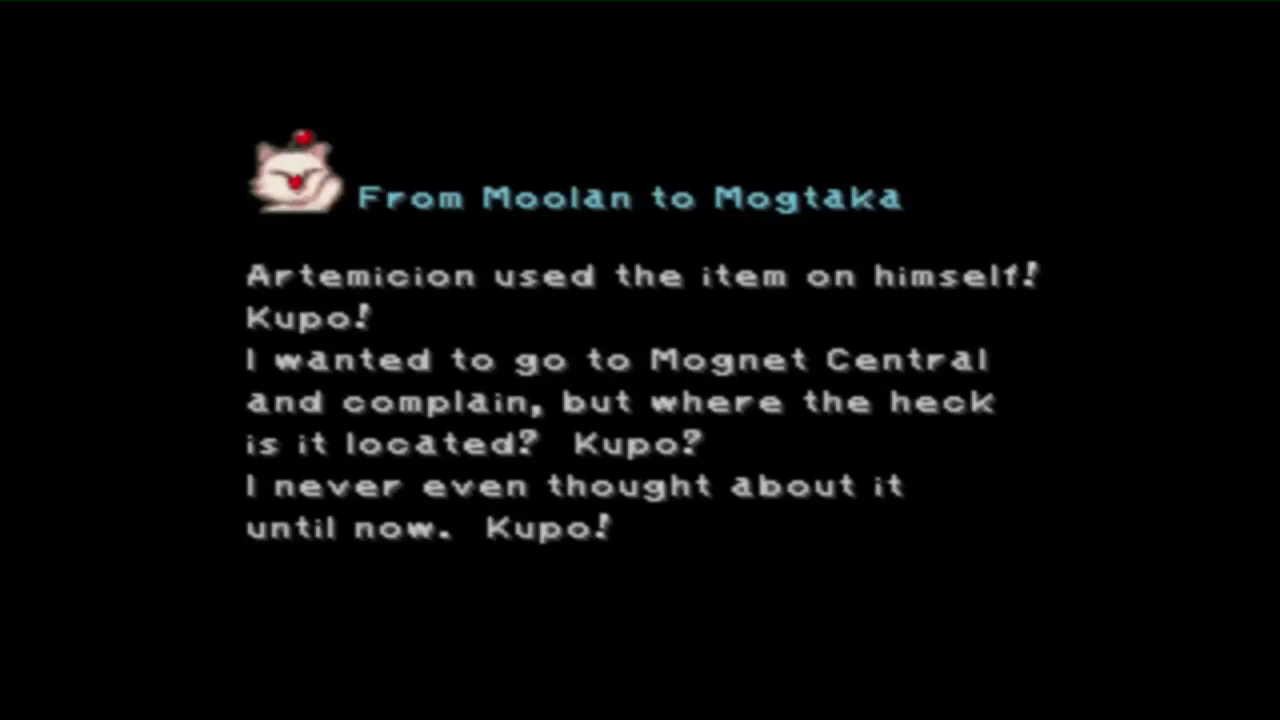 From Moolan to Mogtaka
Artemicion used the item on himself!
Kupo!
I wanted to go to Mognet Central
and complain, but where the heck
is it located?  Kupo?
I never even thought about it
until now.  Kupo!